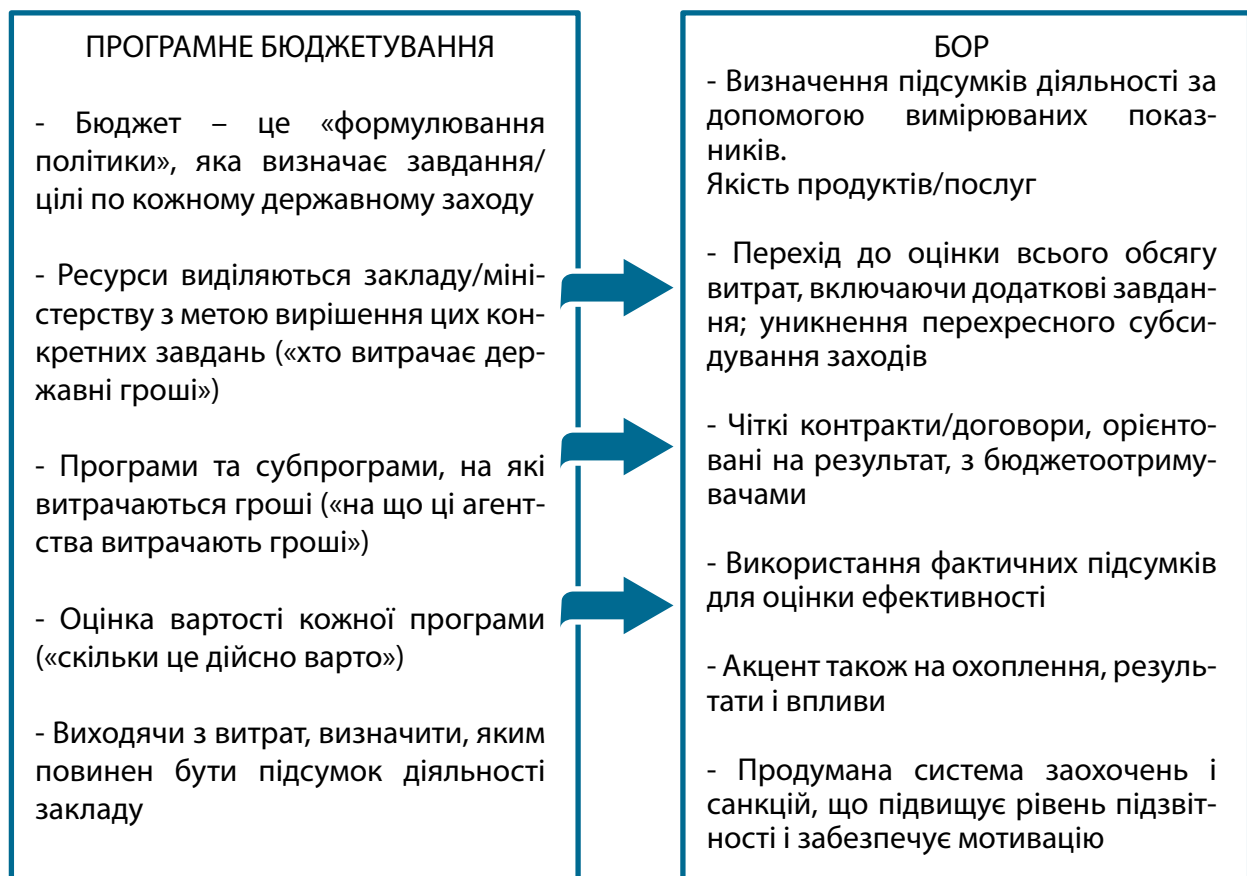 ПРОГРАМНЕ БЮДЖЕТУВАННЯ
- Бюджет – це «формулювання
політики», яка визначає завдання/
цілі по кожному державному заходу
- Ресурси виділяються закладу/міні-
стерству з метою вирішення цих кон-
кретних завдань («хто витрачає дер-
жавні гроші»)
- Програми та субпрограми, на які
витрачаються гроші («на що ці агент-
ства витрачають гроші»)
- Оцінка вартості кожної програми
(«скільки це дійсно варто»)
- Виходячи з витрат, визначити, яким
повинен бути підсумок діяльності
закладу
БОР
- Визначення підсумків діяльності за
допомогою вимірюваних показ-
ників.
Якість продуктів/послуг
- Перехід до оцінки всього обсягу
витрат, включаючи додаткові завдан-
ня; уникнення перехресного субси-
дування заходів
- Чіткі контракти/договори, орієнто-
вані на результат, з бюджетоотриму-
вачами
- Використання фактичних підсумків
для оцінки ефективності
- Акцент також на охоплення, резуль-
тати і впливи
- Продумана система заохочень і
санкцій, що підвищує рівень підзвіт-
ності і забезпечує мотивацію